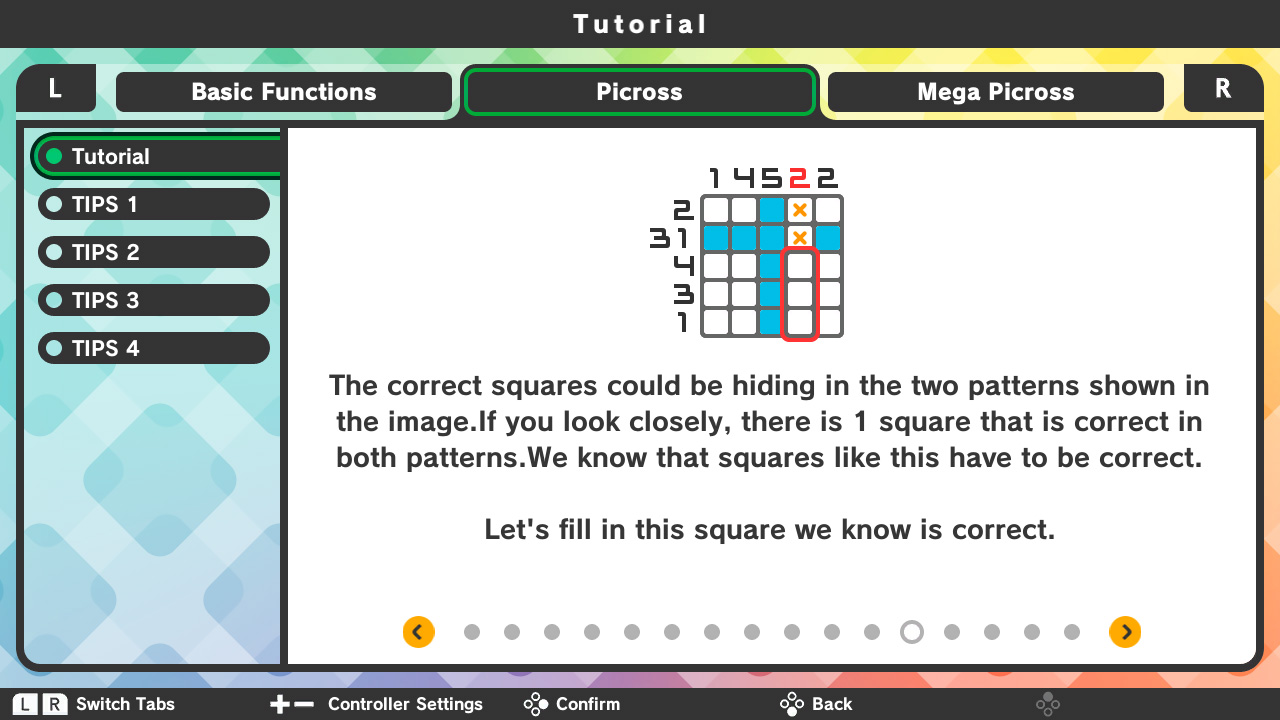 Tutorial
L
Basic Functions
Picross
Mega Picross
R
Tutorial
TIPS 1
TIPS 2
TIPS 3
TIPS 4
1 4 5 2 2
2
3 1
4
3
1
The correct squares could be hiding in the two patterns shown in
the image.If you look closely, there is 1 square that is correct in
both patterns.We know that squares like this have to be correct.
Let's fill in this square we know is correct.
L R Switch Tabs
Controller Settings
Confirm
Back